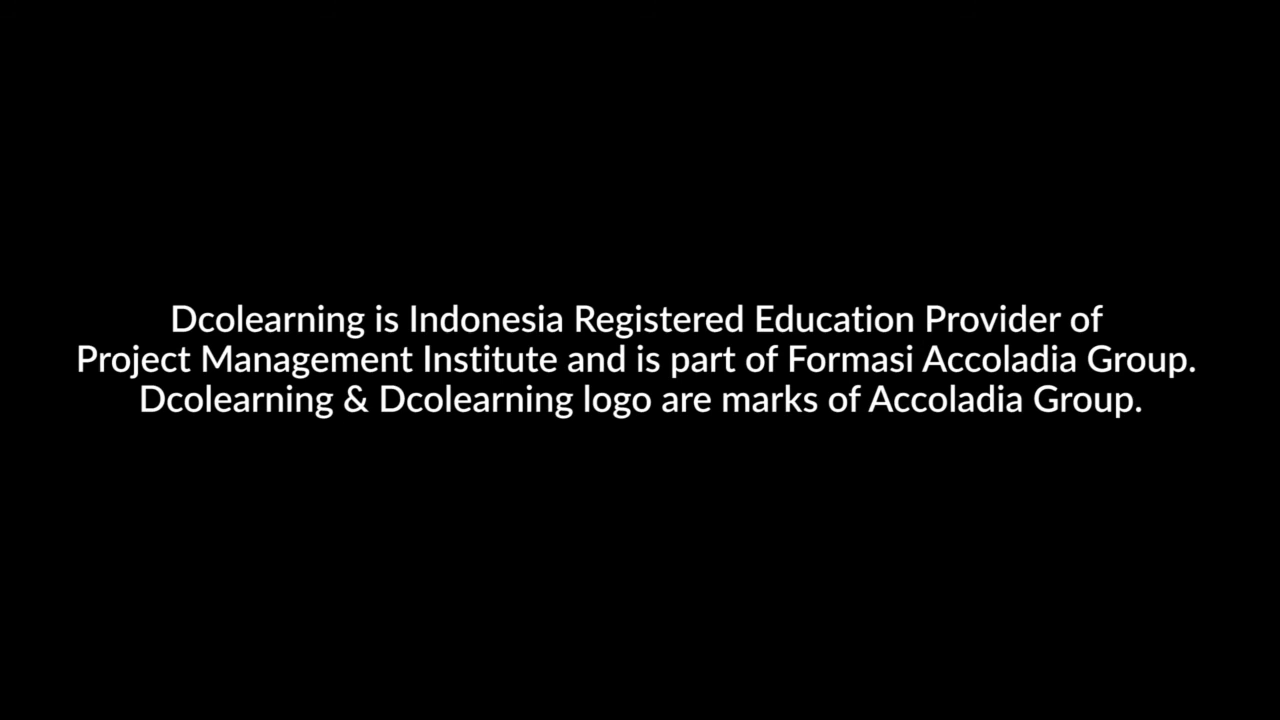 Dcolearning is Indonesia Registered Education Provider of
Project Management Institute and is part of Formasi Accoladia Group.
Dcolearning & Dcolearning logo are marks of Accoladia Group.